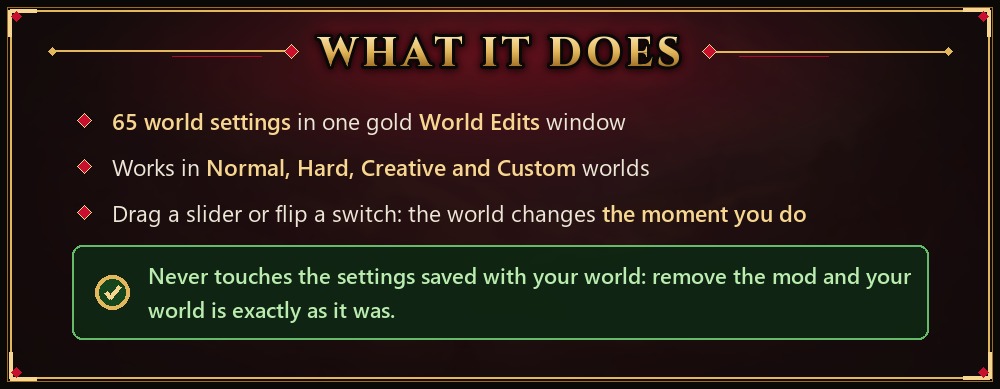 WHAT IT DOES
65 world settings in one gold World Edits window
Works in Normal, Hard, Creative and Custom worlds
Drag a slider or flip a switch: the world changes the moment you do
Never touches the settings saved with your world: remove the mod and your
world is exactly as it was.